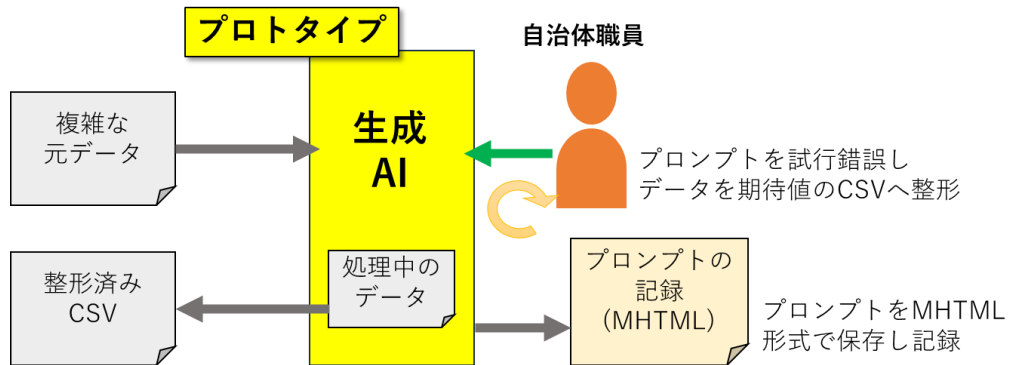 プロトタイプ
自治体職員
複雑な
元データ
生成
AI
プロンプトを試行錯誤し
データを期待値のCSVへ整形
整形済み
CSV
処理中の
データ
プロンプトの
記録
（MHTML）
プロンプトをMHTML
形式で保存し記録